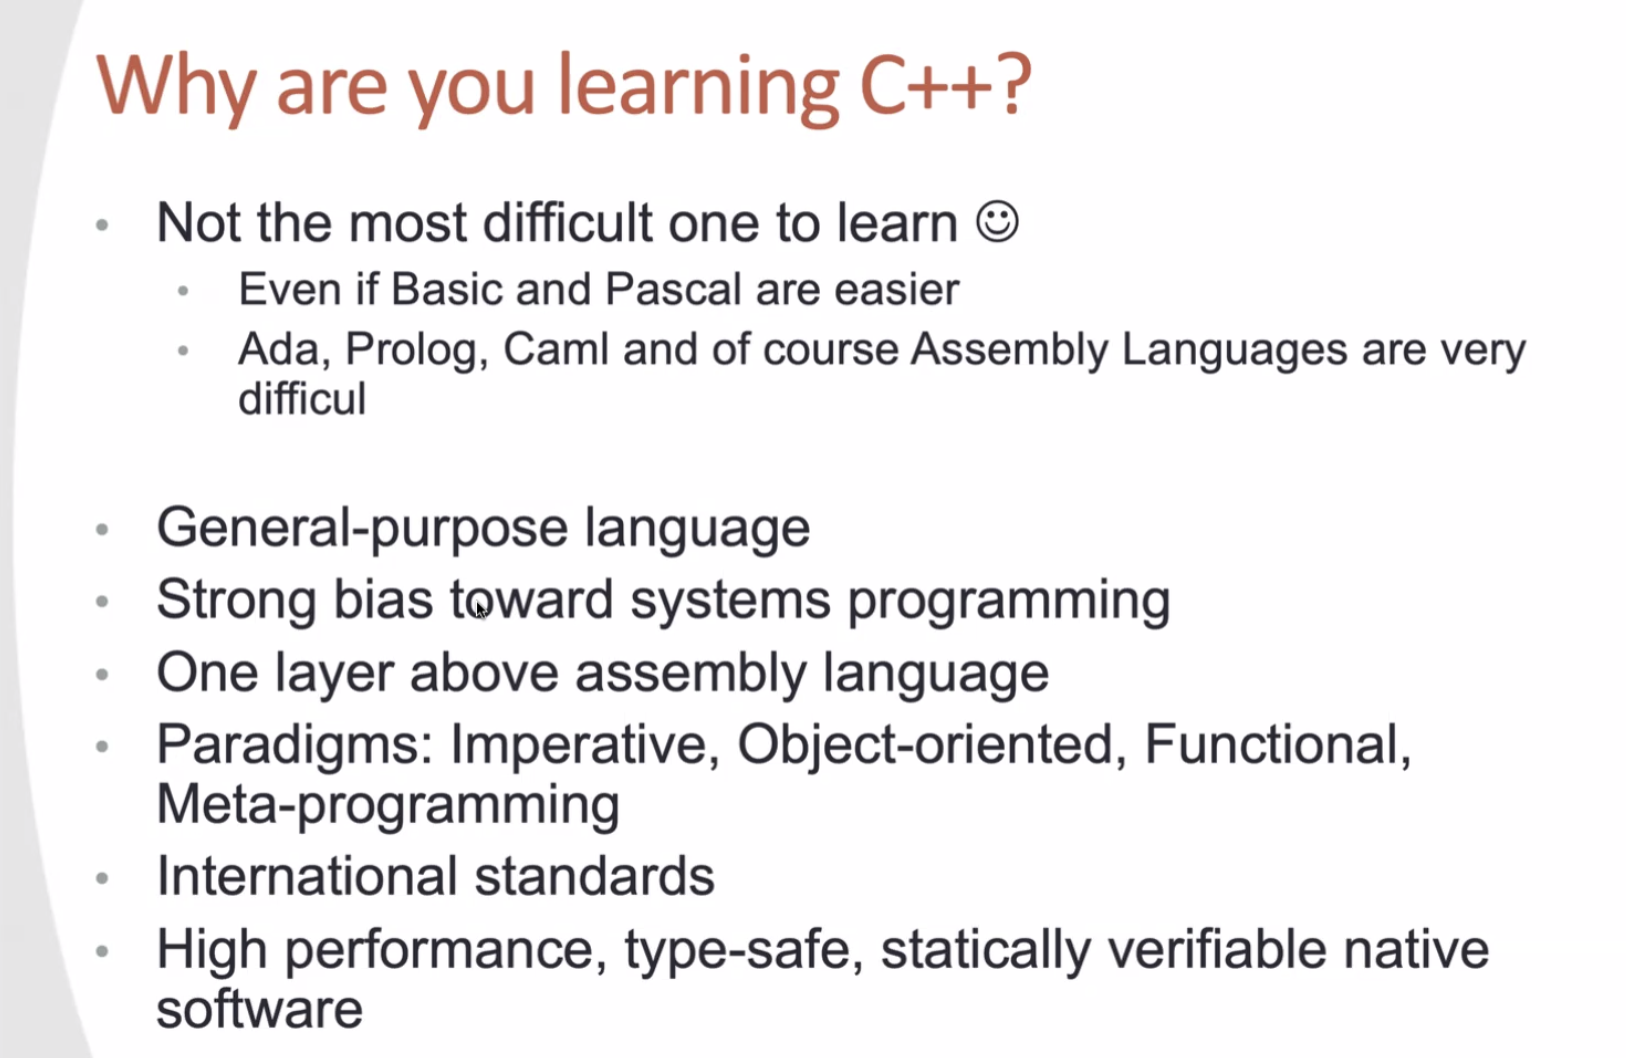 Why are you learning C++?
Not the most difficult one to learn ☺
Even if Basic and Pascal are easier
Ada, Prolog, Caml and of course Assembly Languages are very
difficul
General-purpose language
Strong bias toward systems programming
One layer above assembly language
Paradigms: Imperative, Object-oriented, Functional,
Meta-programming
International standards
High performance, type-safe, statically verifiable native
software